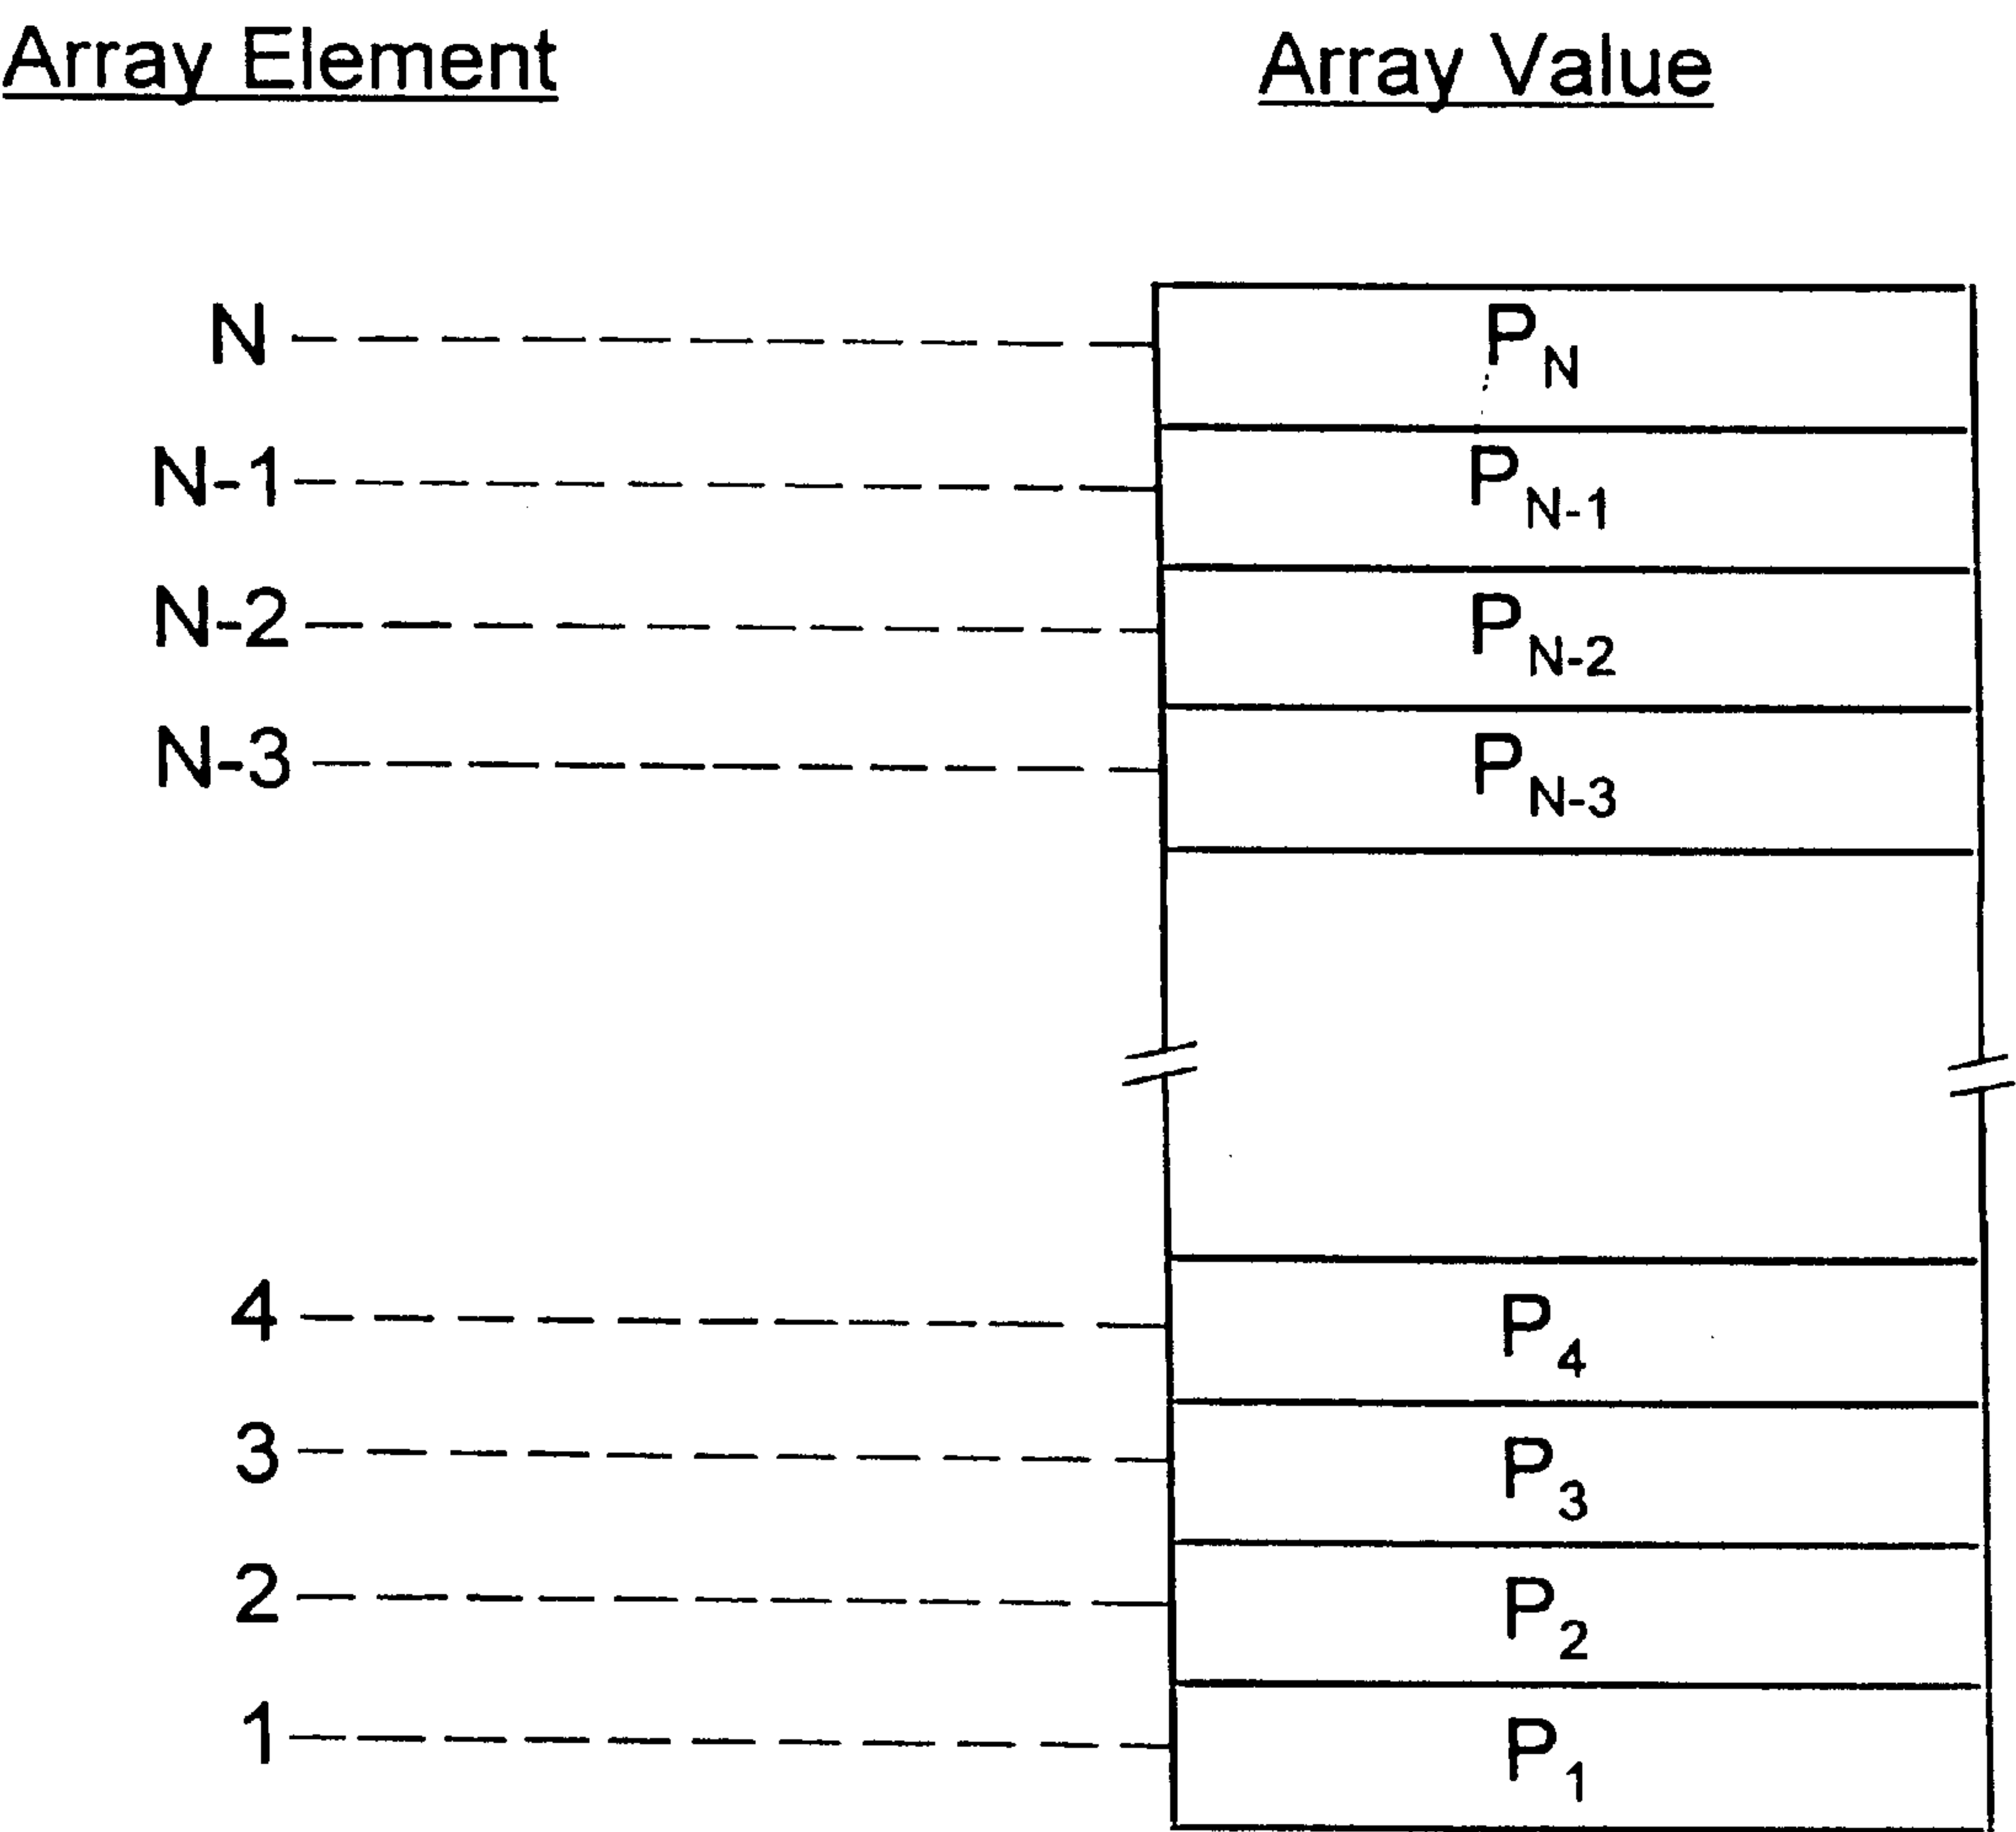 Array Element Array Value
N P_N
N-1 P_N-1
N-2 P_N-2
N-3 P_N-3
4 P_4
3 P_3
2 P_2
1 P_1